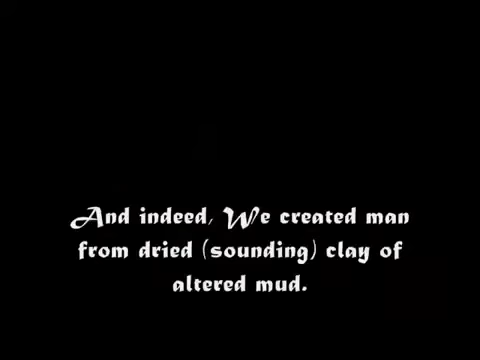 And indeed, We created man
from dried (sounding) clay of
altered mud.